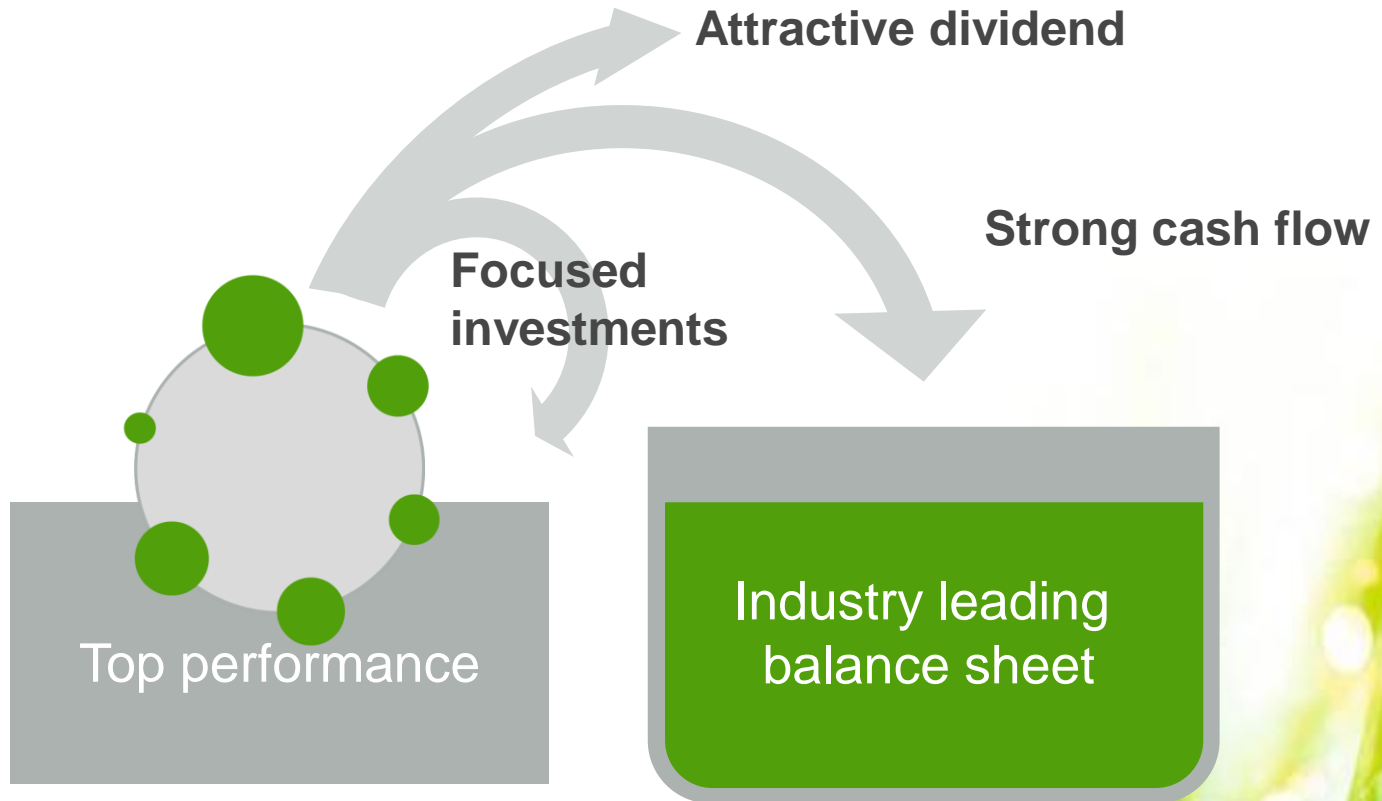 Attractive dividend
Strong cash flow
Focused
investments
Industry leading
balance sheet
Top performance